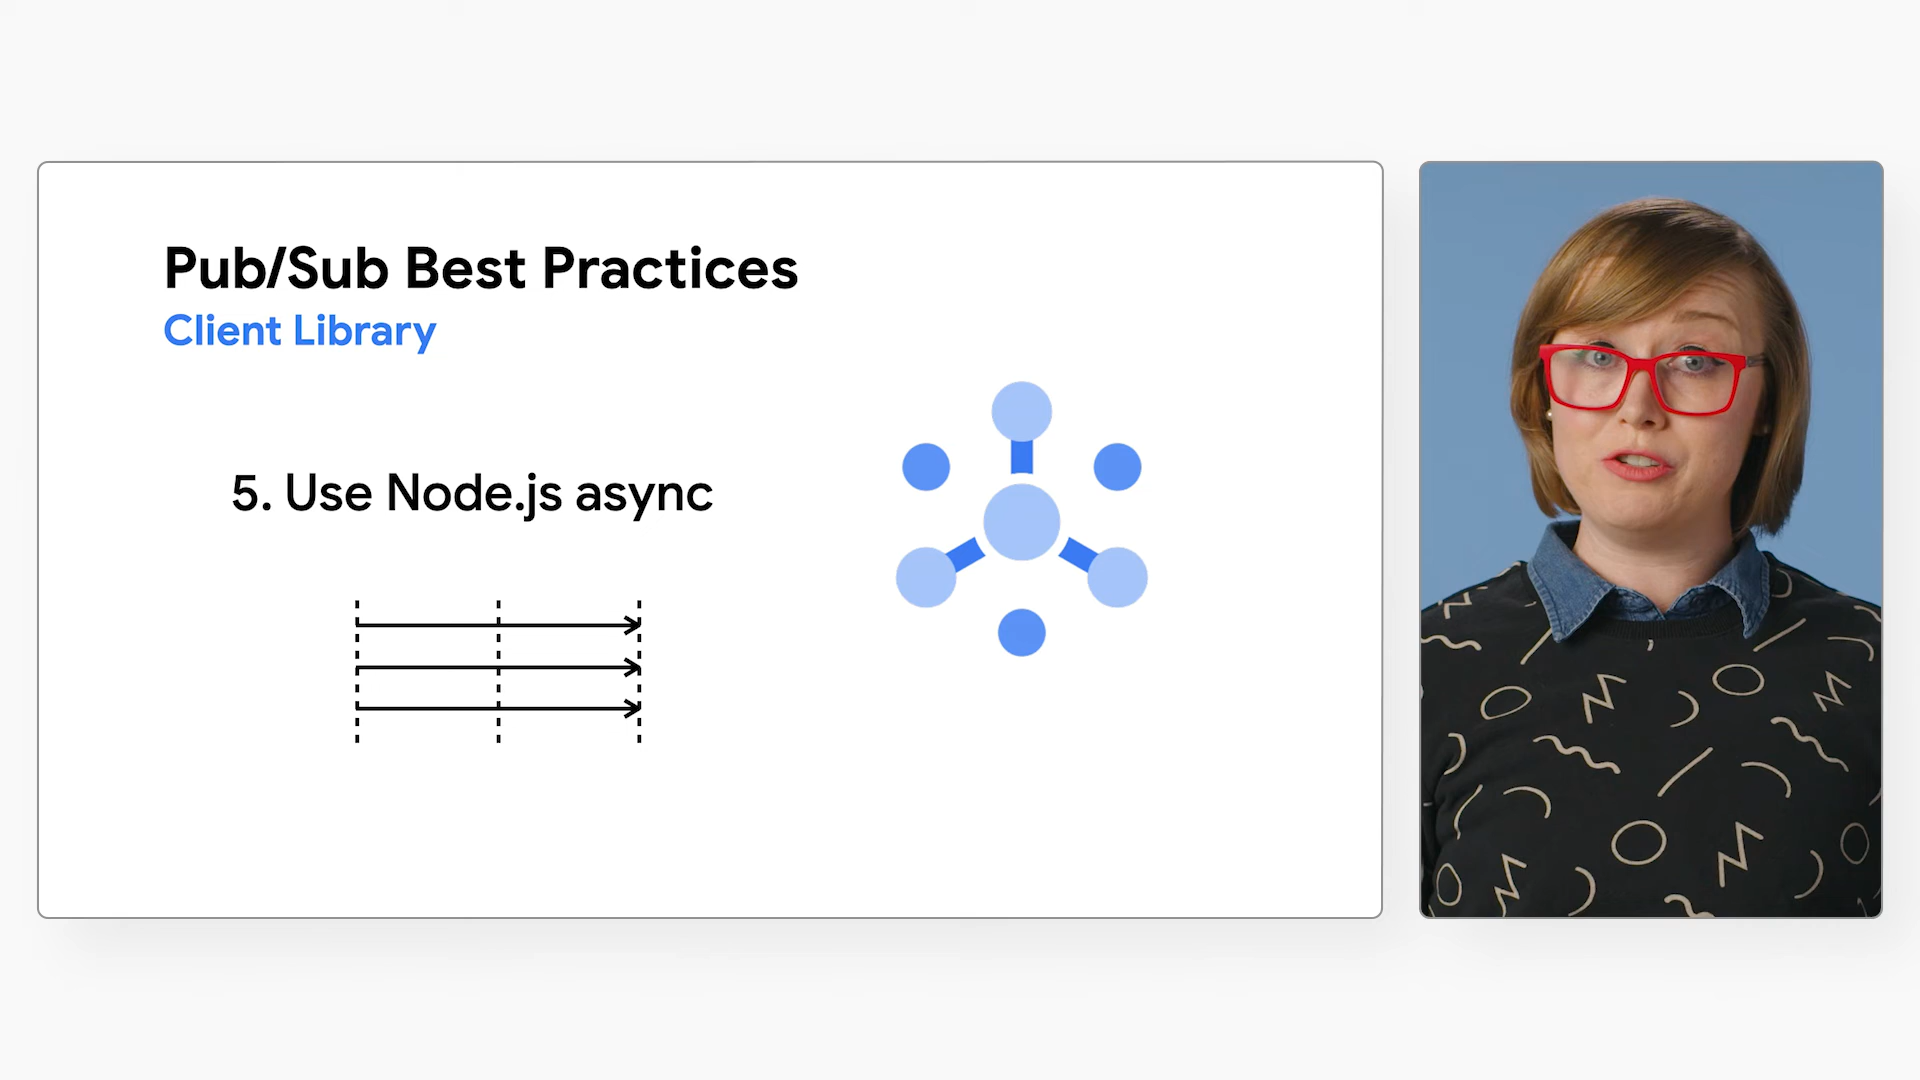 Pub/Sub Best Practices
Client Library
5. Use Node.js async